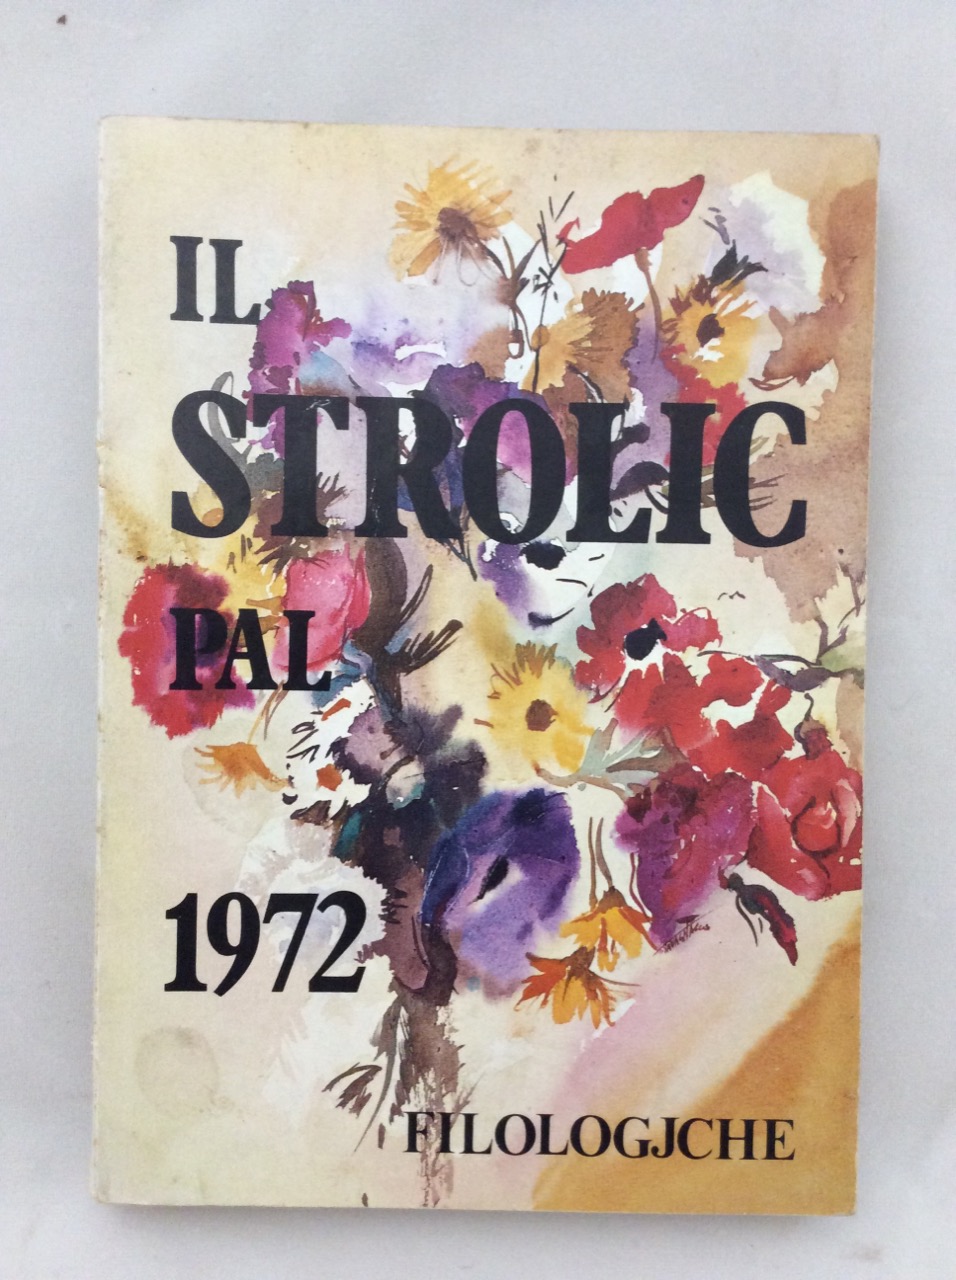 IL
STROLIC
PAL
1972
FILOLOGJCHE